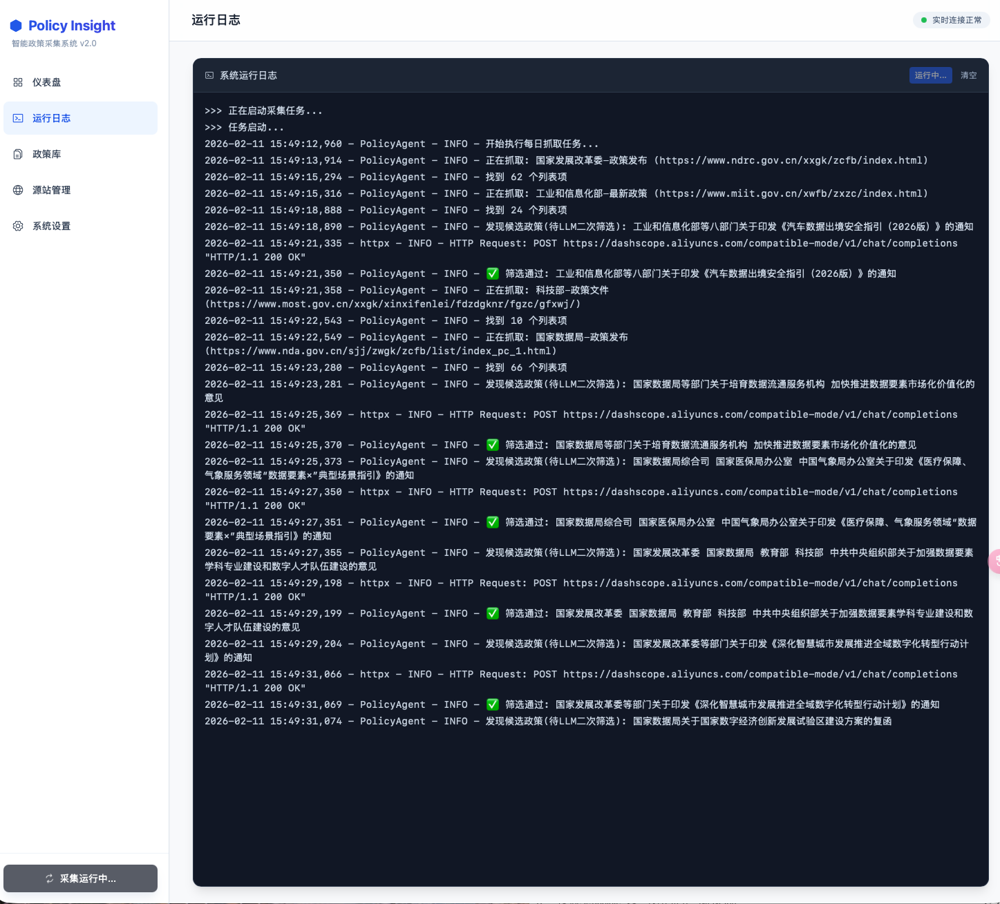 Policy Insight
智能政策采集系统 v2.0
仪表盘
运行日志
政策库
源站管理
系统设置
采集运行中...
运行日志
实时连接正常
系统运行日志
运行中...
清空
>>> 正在启动采集任务...
>>> 任务启动...
2026-02-11 15:49:12,960 - PolicyAgent - INFO - 开始执行每日抓取任务...
2026-02-11 15:49:13,914 - PolicyAgent - INFO - 正在抓取: 国家发展改革委-政策发布 (https://www.ndrc.gov.cn/xxgk/zcfb/index.html)
2026-02-11 15:49:15,294 - PolicyAgent - INFO - 找到 62 个列表项
2026-02-11 15:49:15,316 - PolicyAgent - INFO - 正在抓取: 工业和信息化部-最新政策 (https://www.miit.gov.cn/xwfb/zxzc/index.html)
2026-02-11 15:49:18,888 - PolicyAgent - INFO - 找到 24 个列表项
2026-02-11 15:49:18,890 - PolicyAgent - INFO - 发现候选政策(待LLM二次筛选): 工业和信息化部等八部门关于印发《汽车数据出境安全指引（2026版）》的通知
2026-02-11 15:49:21,335 - httpx - INFO - HTTP Request: POST https://dashscope.aliyuncs.com/compatible-mode/v1/chat/completions
"HTTP/1.1 200 OK"
2026-02-11 15:49:21,350 - PolicyAgent - INFO - ✅ 筛选通过: 工业和信息化部等八部门关于印发《汽车数据出境安全指引（2026版）》的通知
2026-02-11 15:49:21,358 - PolicyAgent - INFO - 正在抓取: 科技部-政策文件
(https://www.most.gov.cn/xxgk/xinxifenlei/fdzdgknr/fgzc/gfxwj/)
2026-02-11 15:49:22,543 - PolicyAgent - INFO - 找到 10 个列表项
2026-02-11 15:49:22,549 - PolicyAgent - INFO - 正在抓取: 国家数据局-政策发布
(https://www.nda.gov.cn/sjj/zwgk/zcfb/list/index_pc_1.html)
2026-02-11 15:49:23,280 - PolicyAgent - INFO - 找到 66 个列表项
2026-02-11 15:49:23,281 - PolicyAgent - INFO - 发现候选政策(待LLM二次筛选): 国家数据局等部门关于培育数据流通服务机构 加快推进数据要素市场化价值化的
意见
2026-02-11 15:49:25,369 - httpx - INFO - HTTP Request: POST https://dashscope.aliyuncs.com/compatible-mode/v1/chat/completions
"HTTP/1.1 200 OK"
2026-02-11 15:49:25,370 - PolicyAgent - INFO - ✅ 筛选通过: 国家数据局等部门关于培育数据流通服务机构 加快推进数据要素市场化价值化的意见
2026-02-11 15:49:25,373 - PolicyAgent - INFO - 发现候选政策(待LLM二次筛选): 国家数据局综合司 国家医保局办公室 中国气象局办公室关于印发《医疗保障、
气象服务领域“数据要素×”典型场景指引》的通知
2026-02-11 15:49:27,350 - httpx - INFO - HTTP Request: POST https://dashscope.aliyuncs.com/compatible-mode/v1/chat/completions
"HTTP/1.1 200 OK"
2026-02-11 15:49:27,351 - PolicyAgent - INFO - ✅ 筛选通过: 国家数据局综合司 国家医保局办公室 中国气象局办公室关于印发《医疗保障、气象服务领域“数据
要素×”典型场景指引》的通知
2026-02-11 15:49:27,355 - PolicyAgent - INFO - 发现候选政策(待LLM二次筛选): 国家发展改革委 国家数据局 教育部 科技部 中共中央组织部关于加强数据要素
学科专业建设和数字人才队伍建设的意见
2026-02-11 15:49:29,198 - httpx - INFO - HTTP Request: POST https://dashscope.aliyuncs.com/compatible-mode/v1/chat/completions
"HTTP/1.1 200 OK"
2026-02-11 15:49:29,199 - PolicyAgent - INFO - ✅ 筛选通过: 国家发展改革委 国家数据局 教育部 科技部 中共中央组织部关于加强数据要素学科专业建设和数
字人才队伍建设的意见
2026-02-11 15:49:29,204 - PolicyAgent - INFO - 发现候选政策(待LLM二次筛选): 国家发展改革委等部门关于印发《深化智慧城市发展推进全域数字化转型行动计
划》的通知
2026-02-11 15:49:31,066 - httpx - INFO - HTTP Request: POST https://dashscope.aliyuncs.com/compatible-mode/v1/chat/completions
"HTTP/1.1 200 OK"
2026-02-11 15:49:31,069 - PolicyAgent - INFO - ✅ 筛选通过: 国家发展改革委等部门关于印发《深化智慧城市发展推进全域数字化转型行动计划》的通知
2026-02-11 15:49:31,074 - PolicyAgent - INFO - 发现候选政策(待LLM二次筛选): 国家数据局关于国家数字经济创新发展试验区建设方案的复函